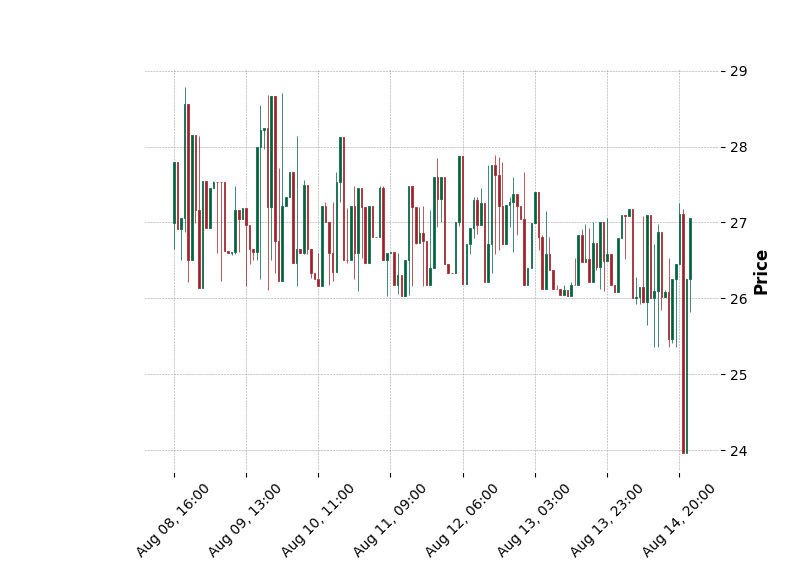 29
28
27
26
25
24
Price
Aug 08, 16:00
Aug 09, 13:00
Aug 10, 11:00
Aug 11, 09:00
Aug 12, 06:00
Aug 13, 03:00
Aug 13, 23:00
Aug 14, 20:00